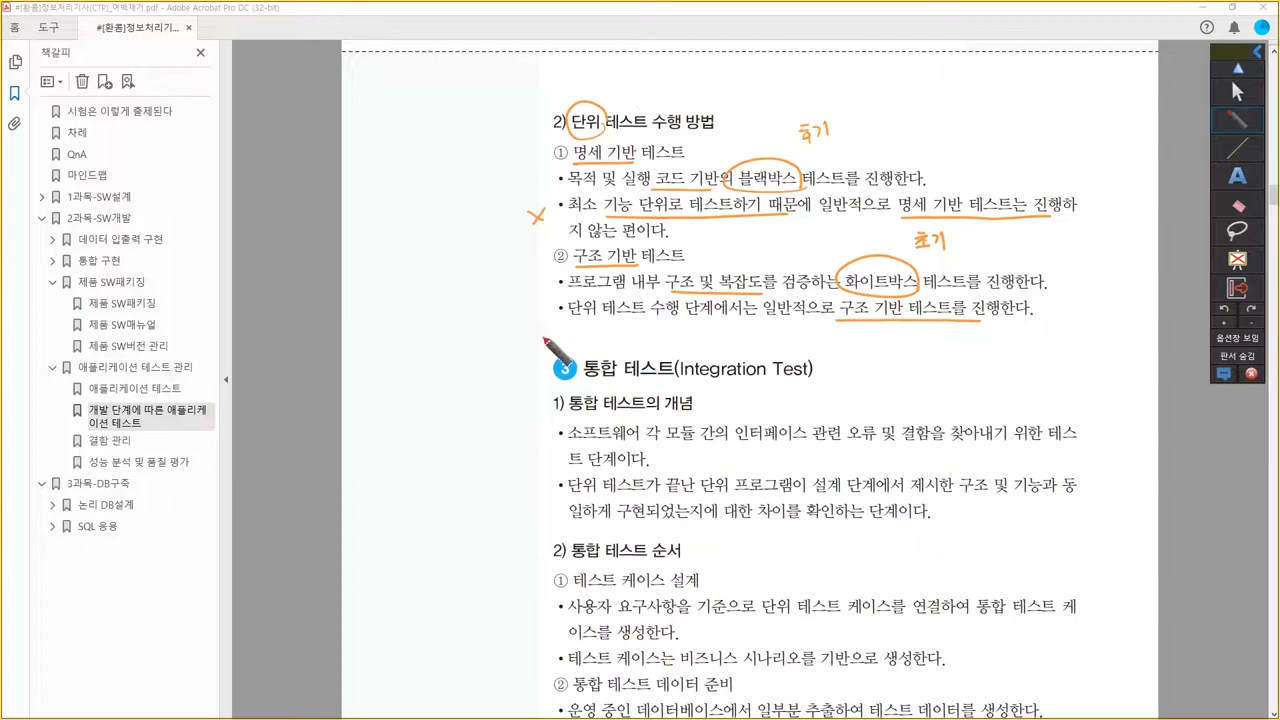 #[환콤]정보처리기사(CTP)_여백제거.pdf - Adobe Acrobat Pro DC (32-bit)
홈 도구 #[환콤]정보처리기... ×
책갈피
시험은 이렇게 출제된다
차례
QnA
마인드맵
1과목-SW설계
2과목-SW개발
데이터 입출력 구현
통합 구현
제품 SW패키징
제품 SW패키징
제품 SW매뉴얼
제품 SW버전 관리
애플리케이션 테스트 관리
애플리케이션 테스트
개발 단계에 따른 애플리케
이션 테스트
결함 관리
성능 분석 및 품질 평가
3과목-DB구축
논리 DB설계
SQL 응용
2) 단위 테스트 수행 방법
후기
① 명세 기반 테스트
• 목적 및 실행 코드 기반의 블랙박스 테스트를 진행한다.
• 최소 기능 단위로 테스트하기 때문에 일반적으로 명세 기반 테스트는 진행하
지 않는 편이다.
초기
② 구조 기반 테스트
• 프로그램 내부 구조 및 복잡도를 검증하는 화이트박스 테스트를 진행한다.
• 단위 테스트 수행 단계에서는 일반적으로 구조 기반 테스트를 진행한다.
3 통합 테스트(Integration Test)
1) 통합 테스트의 개념
• 소프트웨어 각 모듈 간의 인터페이스 관련 오류 및 결함을 찾아내기 위한 테스
트 단계이다.
• 단위 테스트가 끝난 단위 프로그램이 설계 단계에서 제시한 구조 및 기능과 동
일하게 구현되었는지에 대한 차이를 확인하는 단계이다.
2) 통합 테스트 순서
① 테스트 케이스 설계
• 사용자 요구사항을 기준으로 단위 테스트 케이스를 연결하여 통합 테스트 케
이스를 생성한다.
• 테스트 케이스는 비즈니스 시나리오를 기반으로 생성한다.
② 통합 테스트 데이터 준비
• 운영 중인 데이터베이스에서 일부분 추출하여 테스트 데이터를 생성한다.
A
옵션창 보임
판서 숨김